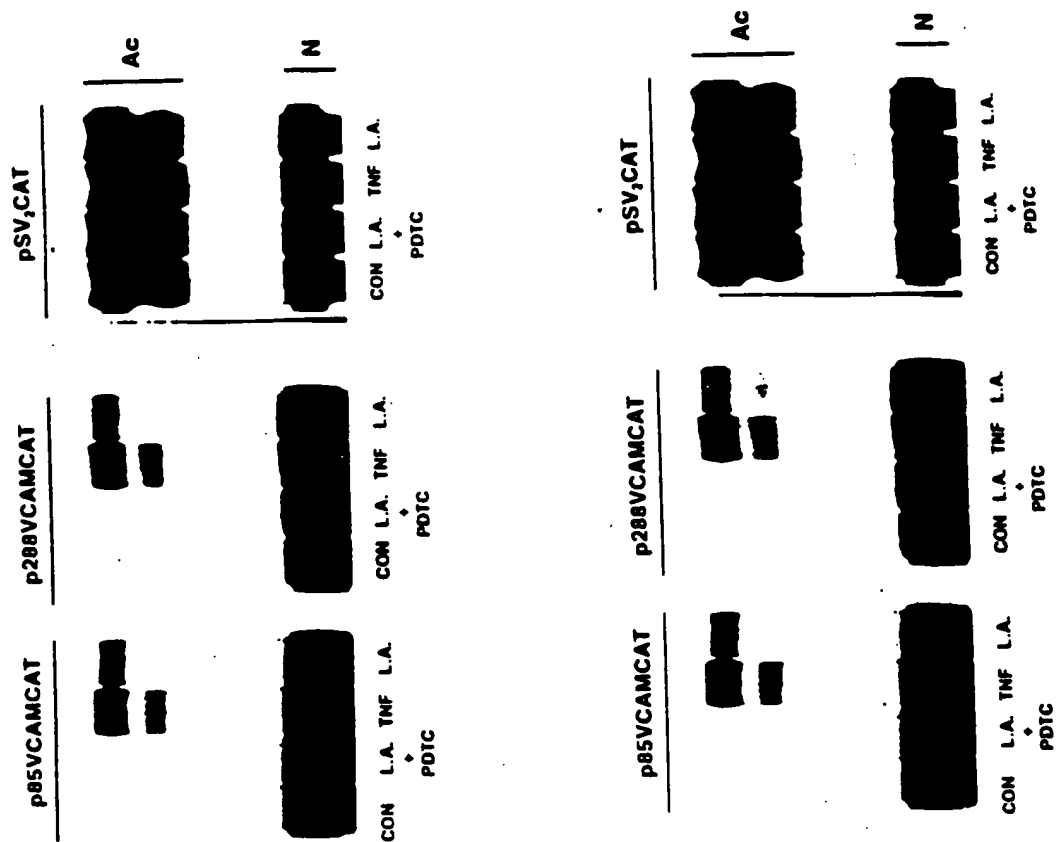 p85VCAMCAT p288VCAMCAT pSV₂CAT
Ac
N
CON L.A. TNF L.A. CON L.A. TNF L.A. CON L.A. TNF L.A.
+ + +
PDTC PDTC PDTC
p85VCAMCAT p288VCAMCAT pSV₂CAT
Ac
N
CON L.A. TNF L.A. CON L.A. TNF L.A. CON L.A. TNF L.A.
+ + +
PDTC PDTC PDTC